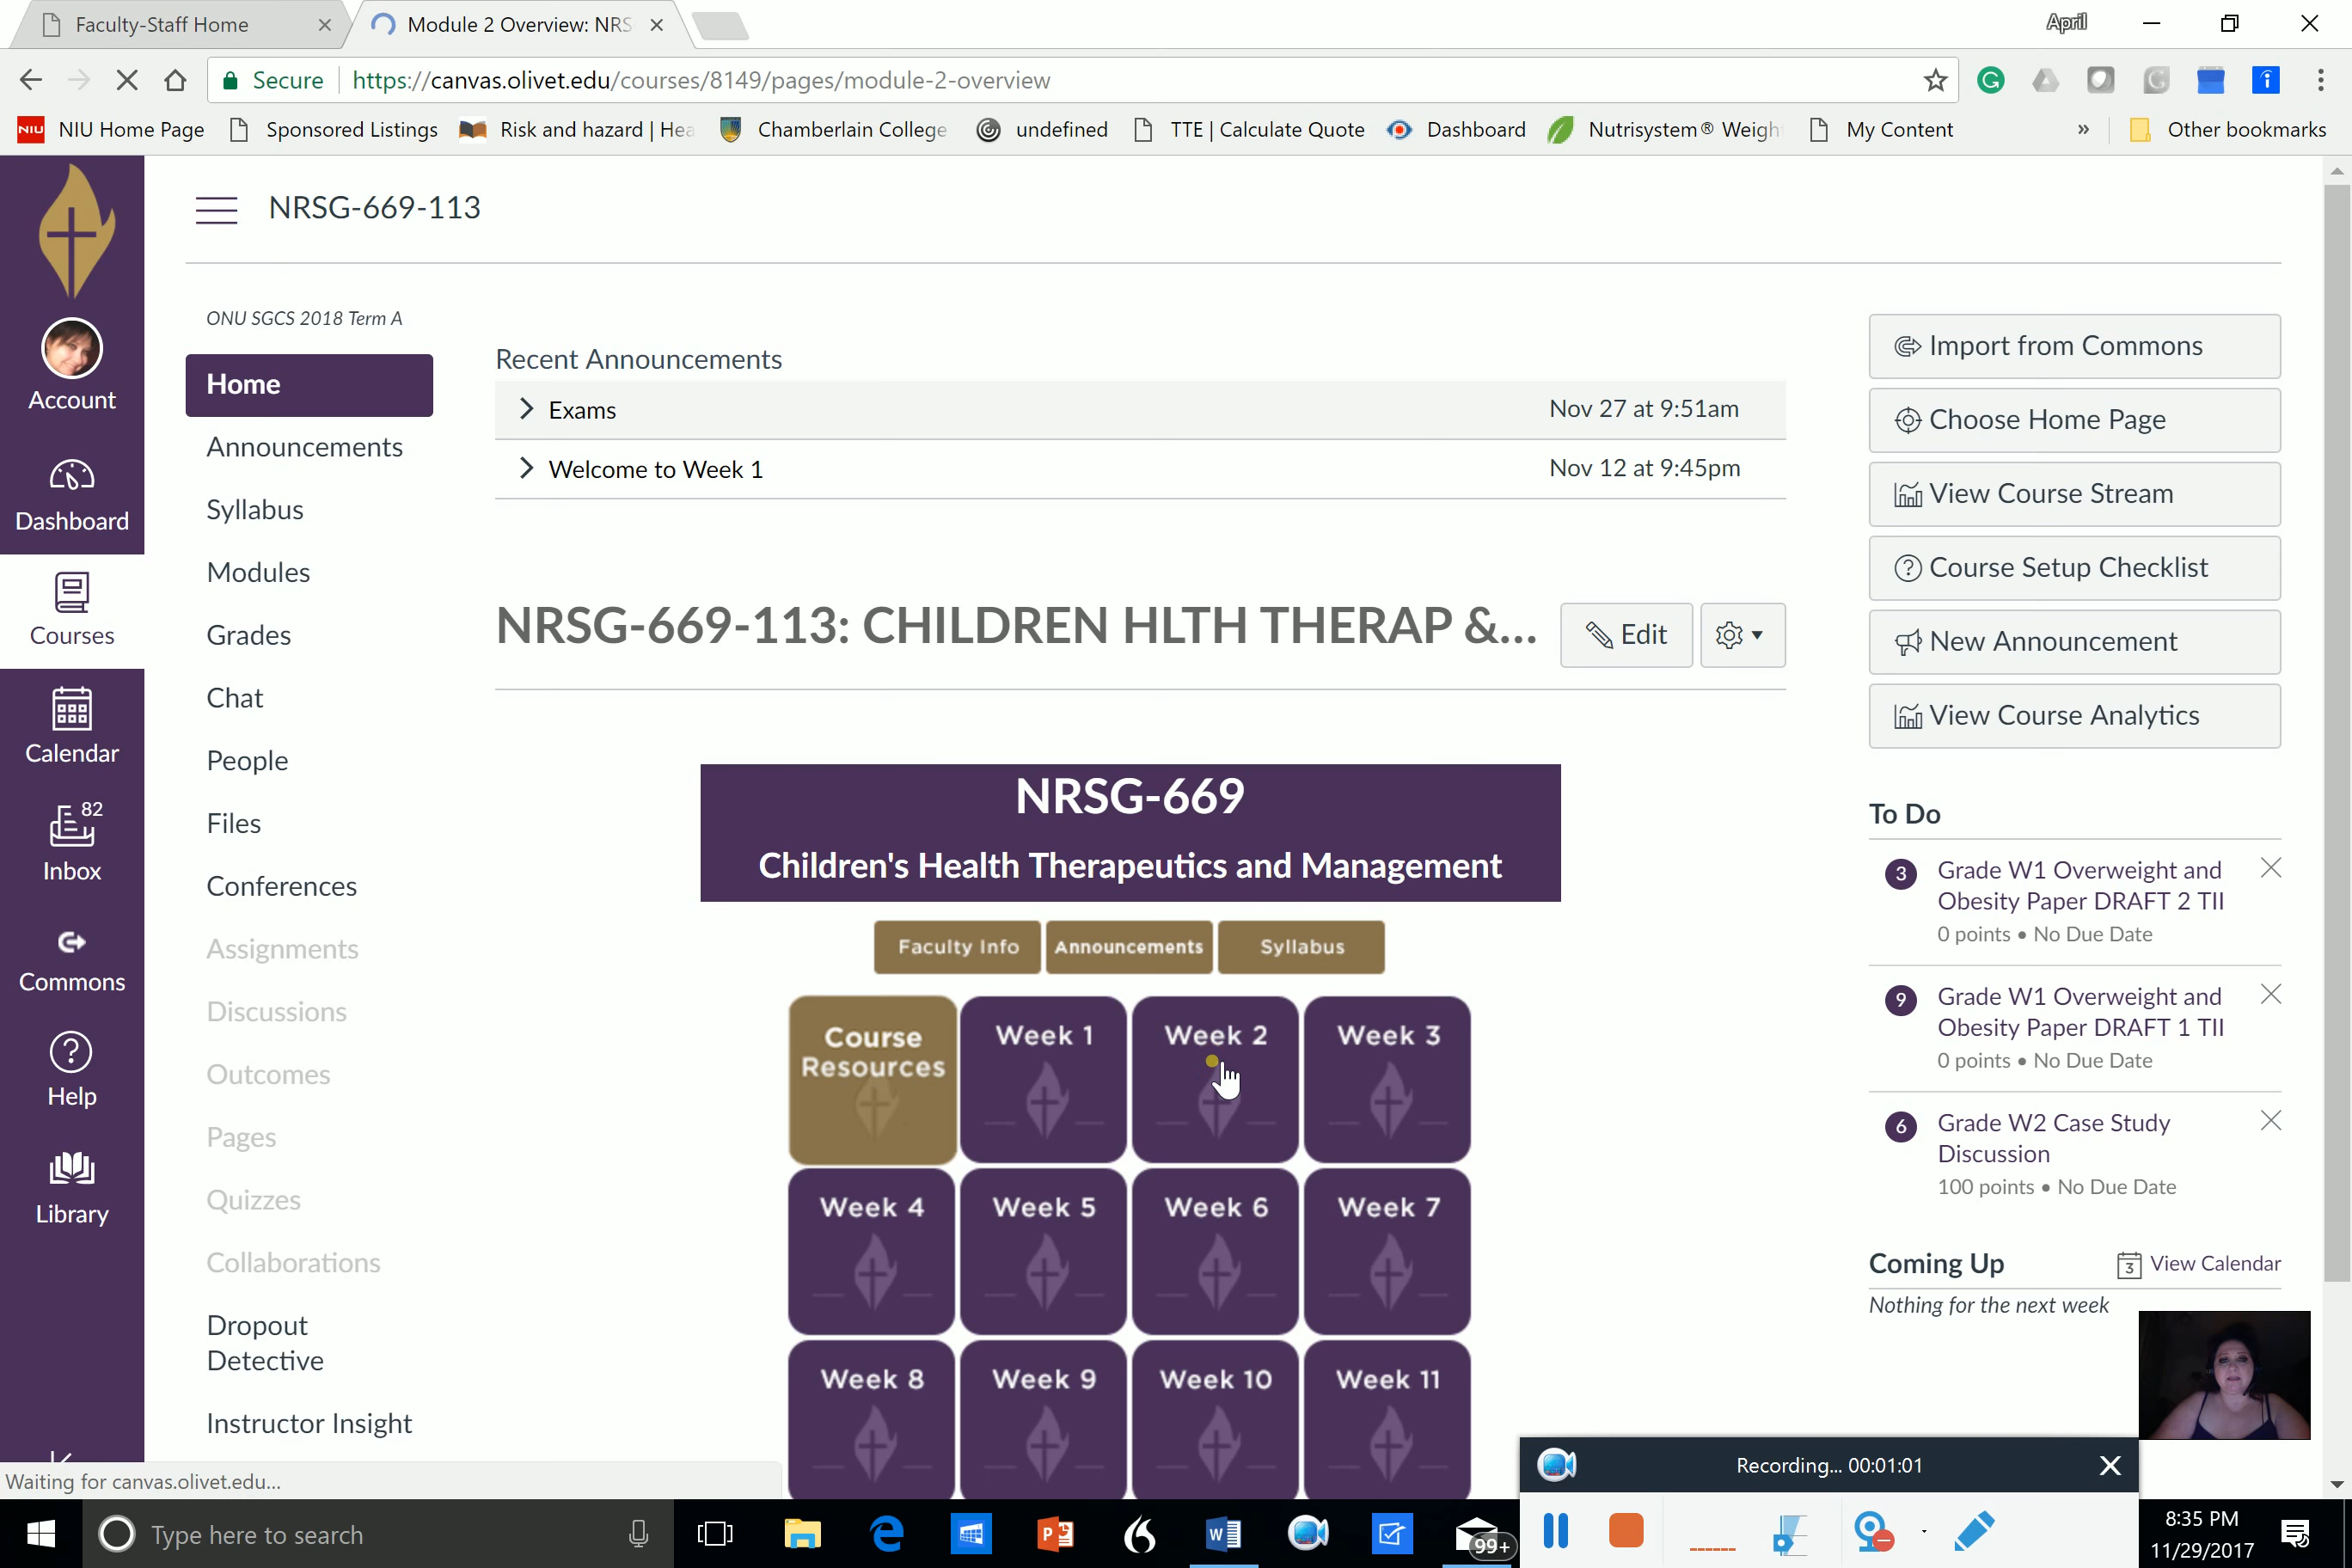 Faculty-Staff Home
Module 2 Overview: NRS
April
Secure
https://canvas.olivet.edu/courses/8149/pages/module-2-overview
NIU NIU Home Page
Sponsored Listings
Risk and hazard | Hea
Chamberlain College
undefined
TTE | Calculate Quote
Dashboard
Nutrisystem® Weigh
My Content
»
Other bookmarks
NRSG-669-113
Account
Dashboard
Courses
Calendar
82
Inbox
Commons
Help
Library
ONU SGCS 2018 Term A
Home
Announcements
Syllabus
Modules
Grades
Chat
People
Files
Conferences
Assignments
Discussions
Outcomes
Pages
Quizzes
Collaborations
Dropout
Detective
Instructor Insight
Recent Announcements
Exams Nov 27 at 9:51am
Welcome to Week 1 Nov 12 at 9:45pm
NRSG-669-113: CHILDREN HLTH THERAP &...
Edit
NRSG-669
Children's Health Therapeutics and Management
Faculty Info Announcements Syllabus
Course
Resources
Week 1
Week 2
Week 3
Week 4
Week 5
Week 6
Week 7
Week 8
Week 9
Week 10
Week 11
Import from Commons
Choose Home Page
View Course Stream
Course Setup Checklist
New Announcement
View Course Analytics
To Do
3 Grade W1 Overweight and
Obesity Paper DRAFT 2 TII
0 points • No Due Date
9 Grade W1 Overweight and
Obesity Paper DRAFT 1 TII
0 points • No Due Date
6 Grade W2 Case Study
Discussion
100 points • No Due Date
Coming Up
3 View Calendar
Nothing for the next week
Waiting for canvas.olivet.edu...
Recording... 00:01:01
Type here to search
99+
8:35 PM
11/29/2017